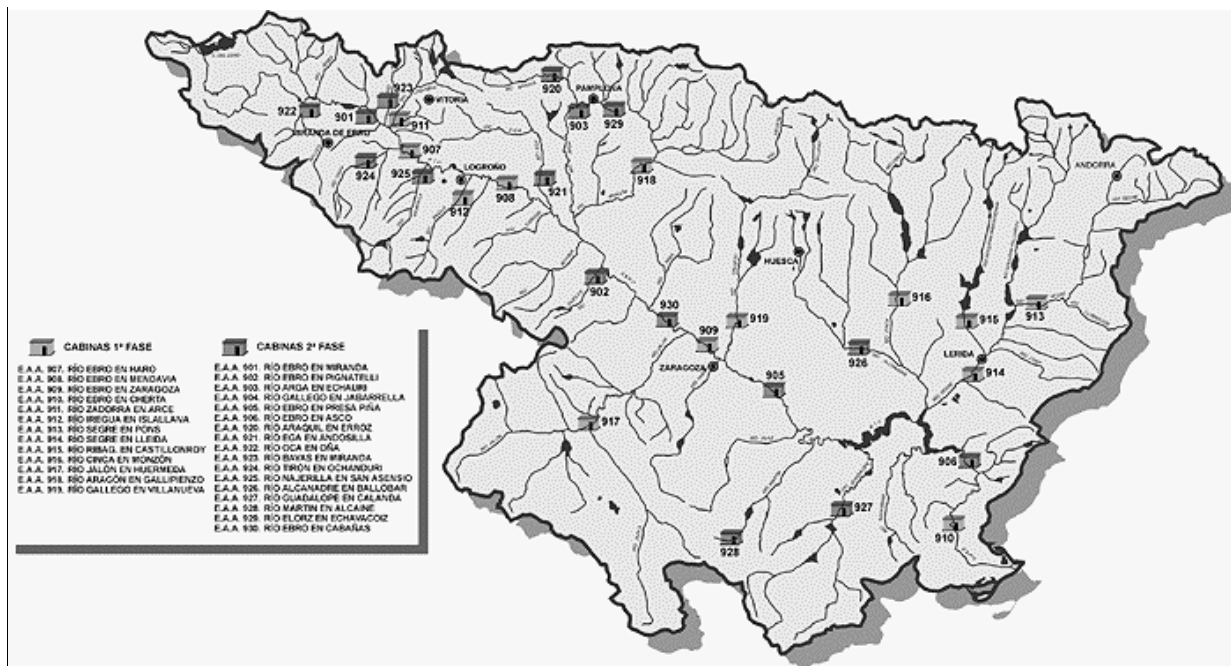 923
920
PAMPLONA
922
901
VITORIA
911
903
929
MIRANDA DE EBRO
907
924
925
LOGROÑO
908
921
918
ANDORRA
912
HUESCA
902
916
913
930
919
915
909
926
LERIDA
914
ZARAGOZA
905
917
906
927
910
928
CABINAS 1ª FASE
E.A.A. 907. RÍO EBRO EN HARO
E.A.A. 908. RÍO EBRO EN MENDAVIA
E.A.A. 909. RÍO EBRO EN ZARAGOZA
E.A.A. 910. RÍO EBRO EN CHERTA
E.A.A. 911. RÍO ZADORRA EN ARCE
E.A.A. 912. RÍO IREGUA EN ISLALLANA
E.A.A. 913. RÍO SEGRE EN PONS
E.A.A. 914. RÍO SEGRE EN LLEIDA
E.A.A. 915. RÍO RIBAG. EN CASTILLONROY
E.A.A. 916. RÍO CINCA EN MONZÓN
E.A.A. 917. RÍO JALÓN EN HUERMEDA
E.A.A. 918. RÍO ARAGÓN EN GALLIPIENZO
E.A.A. 919. RÍO GALLEGO EN VILLANUEVA
CABINAS 2ª FASE
E.A.A. 901. RÍO EBRO EN MIRANDA
E.A.A. 902. RÍO EBRO EN PIGNATELLI
E.A.A. 903. RÍO ARGA EN ECHAURI
E.A.A. 904. RÍO GALLEGO EN JABARRELLA
E.A.A. 905. RÍO EBRO EN PRESA PIÑA
E.A.A. 906. RÍO EBRO EN ASCO
E.A.A. 920. RÍO ARAQUIL EN ERROZ
E.A.A. 921. RÍO EGA EN ANDOSILLA
E.A.A. 922. RÍO OCA EN OÑA
E.A.A. 923. RÍO BAYAS EN MIRANDA
E.A.A. 924. RÍO TIRÓN EN OCHANDURI
E.A.A. 925. RÍO NAJERILLA EN SAN ASENSIO
E.A.A. 926. RÍO ALCANADRE EN BALLOBAR
E.A.A. 927. RÍO GUADALOPE EN CALANDA
E.A.A. 928. RÍO MARTIN EN ALCAINE
E.A.A. 929. RÍO ELORZ EN ECHAVACOIZ
E.A.A. 930. RÍO EBRO EN CABAÑAS